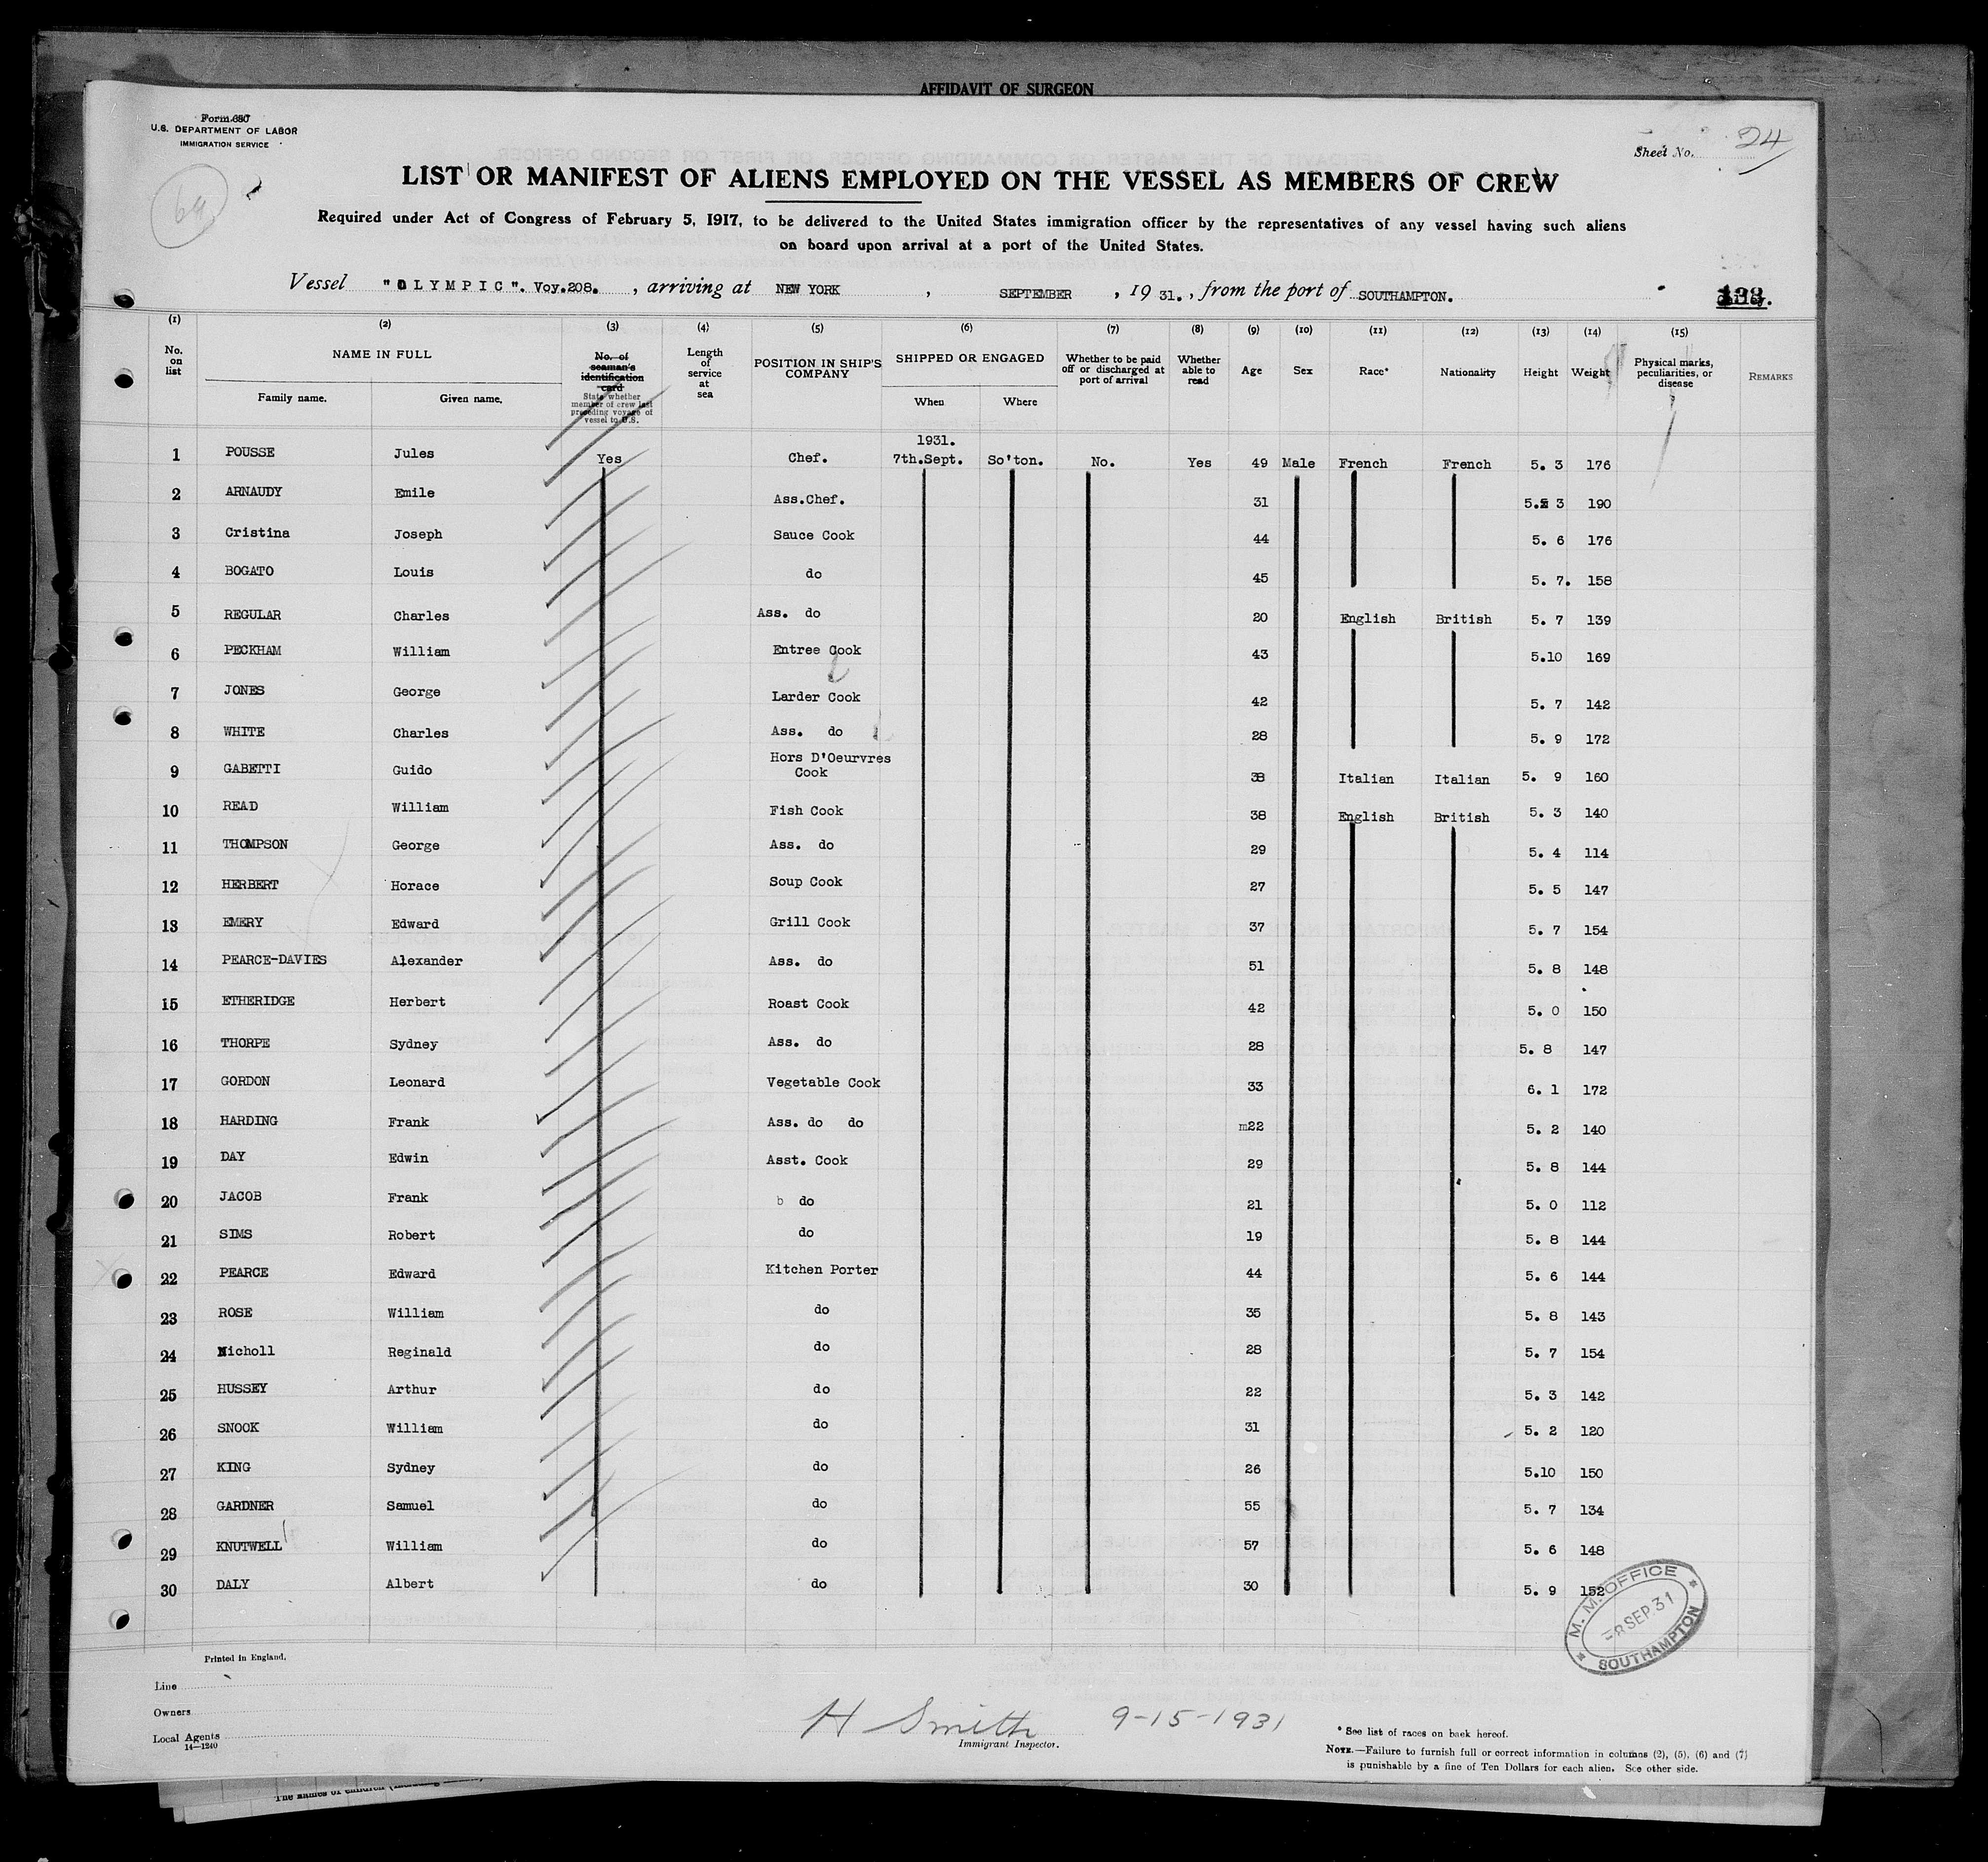 AFFIDAVIT OF SURGEON
Form 680
U.S. DEPARTMENT OF LABOR
IMMIGRATION SERVICE
Sheet No. 24
69
LIST OR MANIFEST OF ALIENS EMPLOYED ON THE VESSEL AS MEMBERS OF CREW
Required under Act of Congress of February 5, 1917, to be delivered to the United States immigration officer by the representatives of any vessel having such aliens
on board upon arrival at a port of the United States.
Vessel "OLYMPIC". Voy.208. , arriving at NEW YORK , SEPTEMBER , 19 31. , from the port of SOUTHAMPTON.
(1) (2) (3) (4) (5) (6) (7) (8) (9) (10) (11) (12) (13) (14) (15)
No. on list NAME IN FULL Family name. Given name. No. of seaman's identification card State whether member of crew last preceding voyage of vessel to U.S. Length of service at sea POSITION IN SHIP'S COMPANY SHIPPED OR ENGAGED When Where Whether to be paid off or discharged at port of arrival Whether able to read Age Sex Race* Nationality Height Weight Physical marks, peculiarities, or disease REMARKS
1931.
1 POUSSE Jules Yes Chef. 7th.Sept. So'ton. No. Yes 49 Male French French 5. 3 176
2 ARNAUDY Emile Ass.Chef. 31 5. 3 190
3 Cristina Joseph Sauce Cook 44 5. 6 176
4 BOGATO Louis do 45 5. 7. 158
5 REGULAR Charles Ass. do 20 English British 5. 7 139
6 PECKHAM William Entree Cook 43 5.10 169
7 JONES George Larder Cook 42 5. 7 142
8 WHITE Charles Ass. do 28 5. 9 172
9 GABETTI Guido Hors D'Oeurvres Cook 38 Italian Italian 5. 9 160
10 READ William Fish Cook 38 English British 5. 3 140
11 THOMPSON George Ass. do 29 5. 4 114
12 HERBERT Horace Soup Cook 27 5. 5 147
13 EMERY Edward Grill Cook 37 5. 7 154
14 PEARCE-DAVIES Alexander Ass. do 51 5. 8 148
15 ETHERIDGE Herbert Roast Cook 42 5. 0 150
16 THORPE Sydney Ass. do 28 5. 8 147
17 GORDON Leonard Vegetable Cook 33 6. 1 172
18 HARDING Frank Ass. do do m22 5. 2 140
19 DAY Edwin Asst. Cook 29 5. 8 144
20 JACOB Frank b do 21 5. 0 112
21 SIMS Robert do 19 5. 8 144
22 PEARCE Edward Kitchen Porter 44 5. 6 144
23 ROSE William do 35 5. 8 143
24 Nicholl Reginald do 28 5. 7 154
25 HUSSEY Arthur do 22 5. 3 142
26 SNOOK William do 31 5. 2 120
27 KING Sydney do 26 5.10 150
28 GARDNER Samuel do 55 5. 7 134
29 KNUTWELL William do 57 5. 6 148
30 DALY Albert do 30 5. 9 152
M. M. OFFICE
8 SEP 31
SOUTHAMPTON
Printed in England.
Line
Owners
Local Agents
14—1240
H Smith 9-15-1931
Immigrant Inspector.
* See list of races on back hereof.
NOTE.—Failure to furnish full or correct information in columns (2), (5), (6) and (7)
is punishable by a fine of Ten Dollars for each alien. See other side.